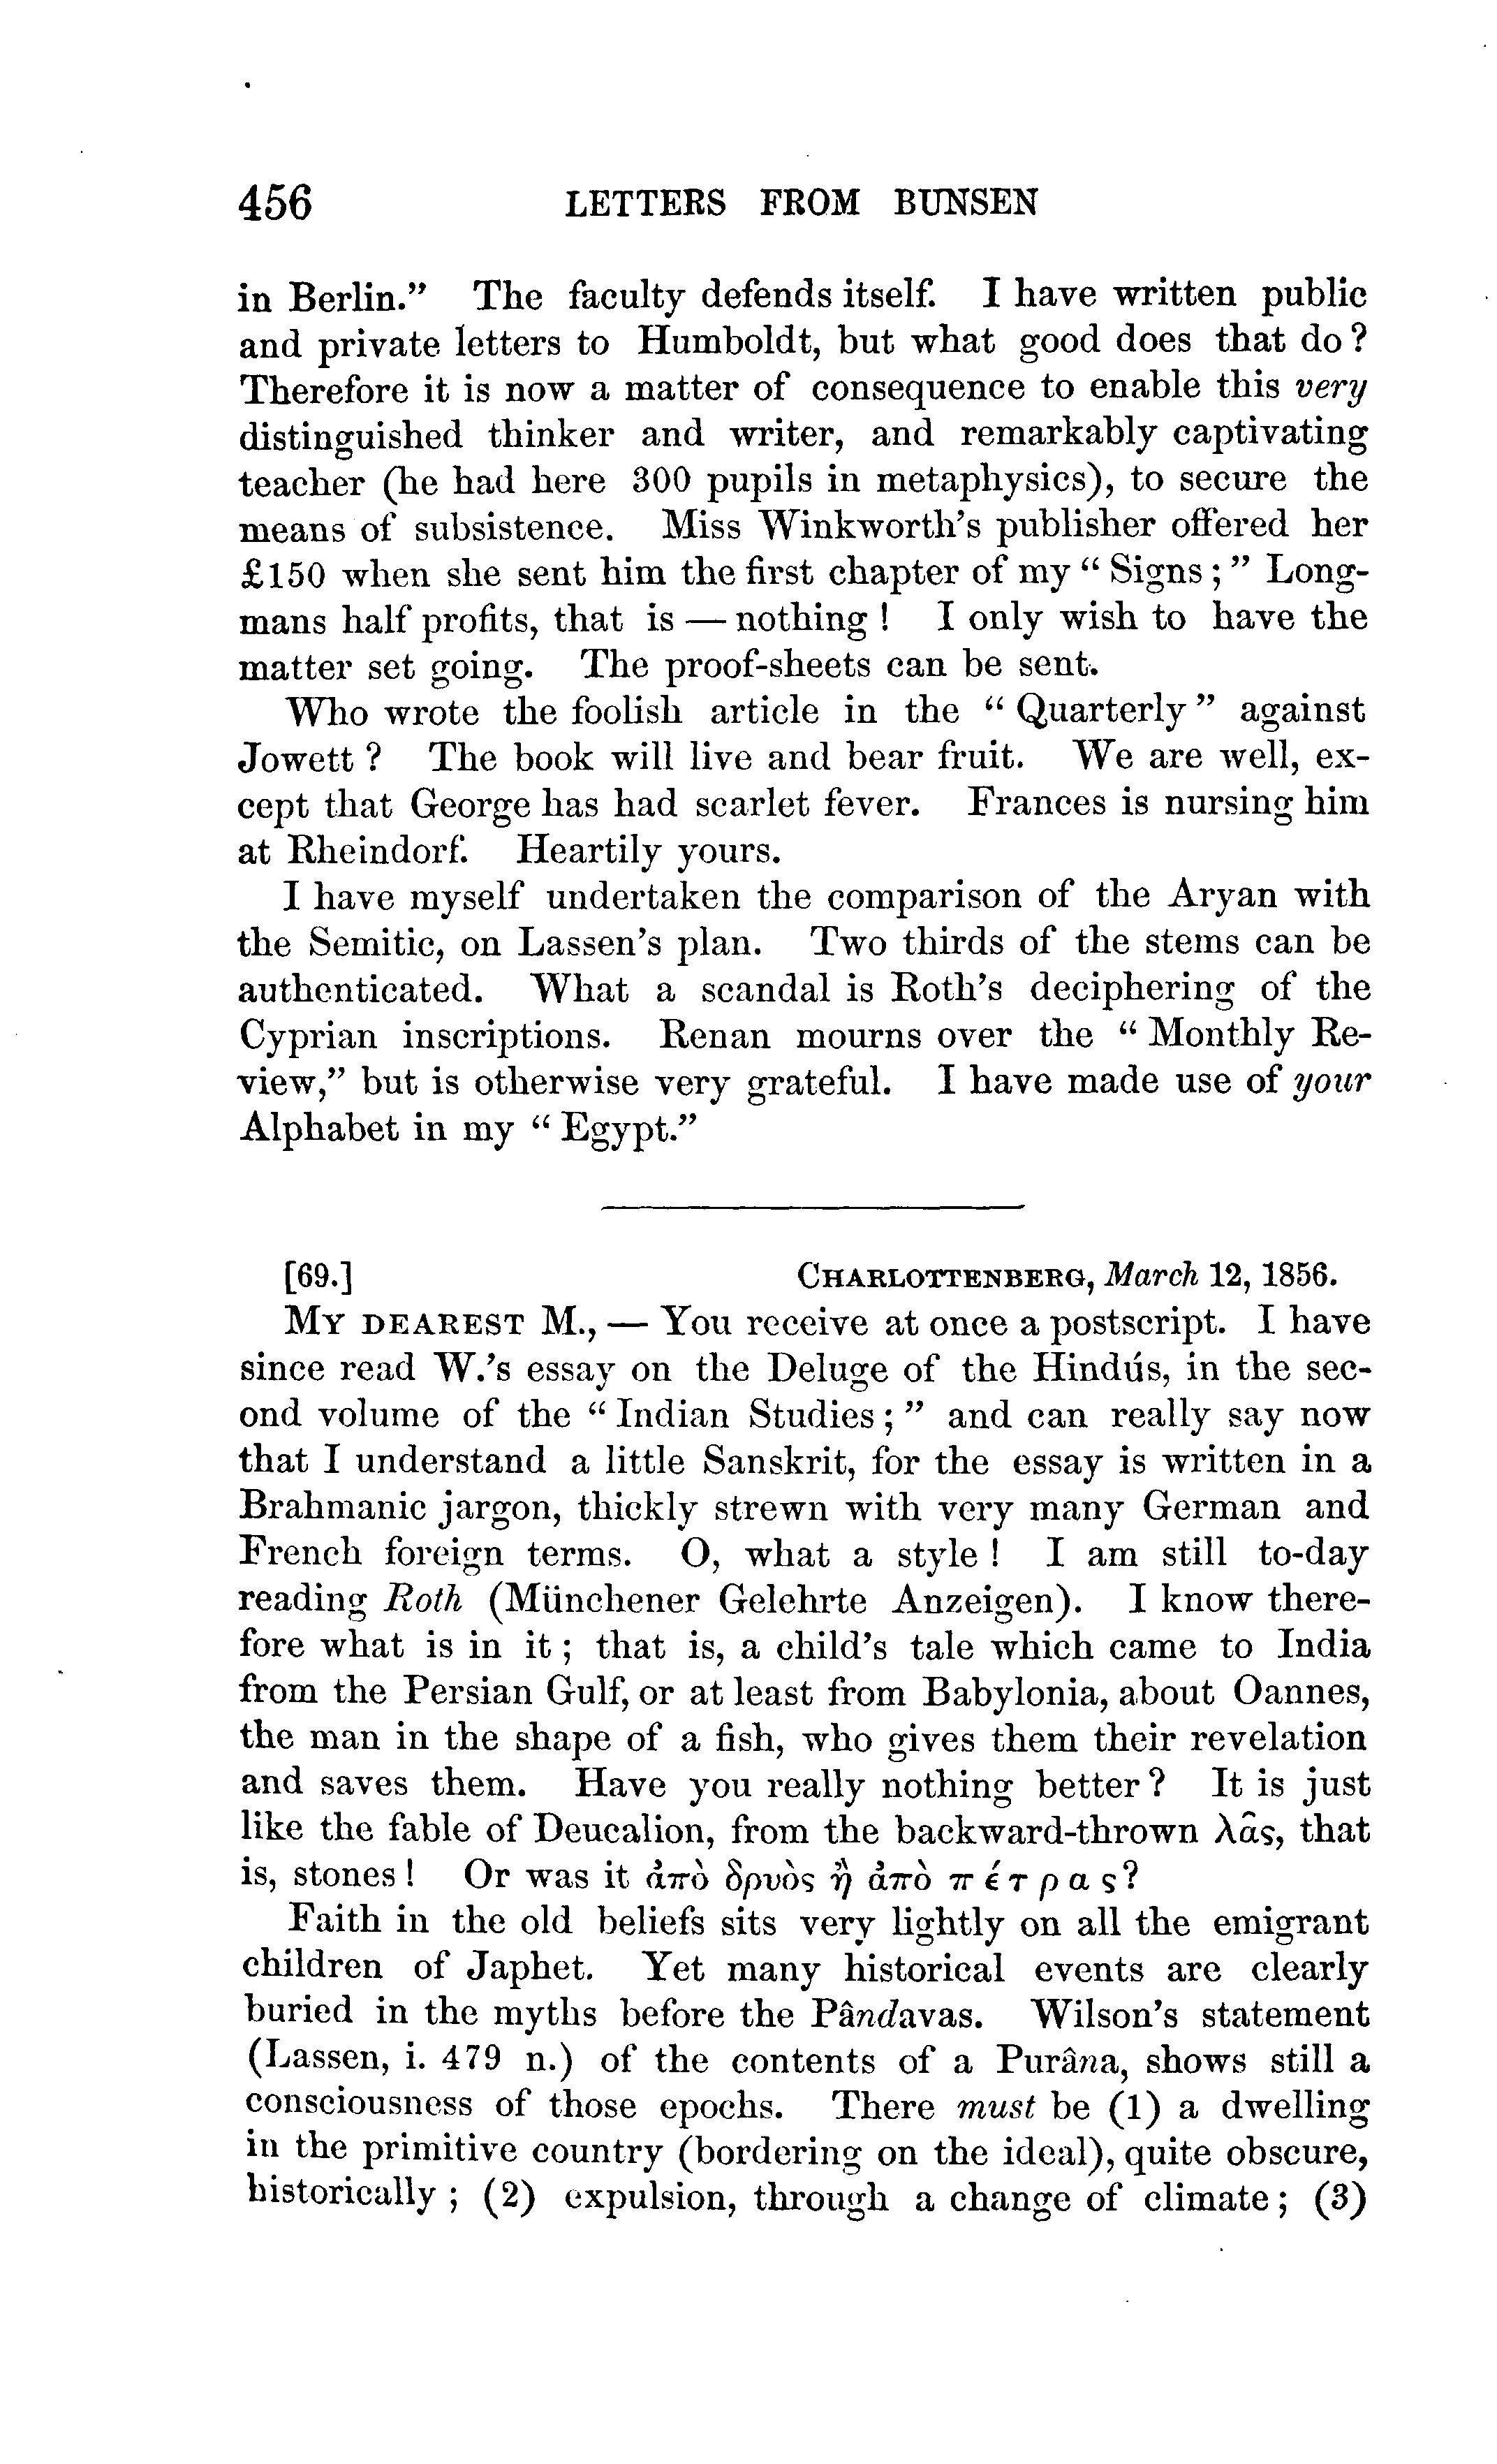 456 LETTERS FROM BUNSEN
in Berlin.” The faculty defends itself. I have written public
and private letters to Humboldt, but what good does that do ?
Therefore it is now a matter of consequence to enable this very
distinguished thinker and writer, and remarkably captivating
teacher (he had here 300 pupils in metaphysics), to secure the
means of subsistence. Miss Winkworth’s publisher offered her
£150 when she sent him the first chapter of my “ Signs ; ” Long-
mans half profits, that is — nothing ! I only wish to have the
matter set going. The proof-sheets can be sent.
Who wrote the foolish article in the “ Quarterly ” against
Jowett ? The book will live and bear fruit. We are well, ex-
cept that George has had scarlet fever. Frances is nursing him
at Rheindorf. Heartily yours.
I have myself undertaken the comparison of the Aryan with
the Semitic, on Lassen’s plan. Two thirds of the stems can be
authenticated. What a scandal is Roth’s deciphering of the
Cyprian inscriptions. Renan mourns over the “ Monthly Re-
view,” but is otherwise very grateful. I have made use of your
Alphabet in my “ Egypt.”
[69.] CHARLOTTENBERG, March 12, 1856.
MY DEAREST M., — You receive at once a postscript. I have
since read W.’s essay on the Deluge of the Hindús, in the sec-
ond volume of the “ Indian Studies ; ” and can really say now
that I understand a little Sanskrit, for the essay is written in a
Brahmanic jargon, thickly strewn with very many German and
French foreign terms. O, what a style ! I am still to-day
reading Roth (Münchener Gelehrte Anzeigen). I know there-
fore what is in it ; that is, a child’s tale which came to India
from the Persian Gulf, or at least from Babylonia, about Oannes,
the man in the shape of a fish, who gives them their revelation
and saves them. Have you really nothing better ? It is just
like the fable of Deucalion, from the backward-thrown λᾶς, that
is, stones ! Or was it ἀπὸ δρυὸς ἢ ἀπὸ π έ τ ρ α ς ?
Faith in the old beliefs sits very lightly on all the emigrant
children of Japhet. Yet many historical events are clearly
buried in the myths before the Pândavas. Wilson’s statement
(Lassen, i. 479 n.) of the contents of a Purâna, shows still a
consciousness of those epochs. There must be (1) a dwelling
in the primitive country (bordering on the ideal), quite obscure,
historically ; (2) expulsion, through a change of climate ; (3)